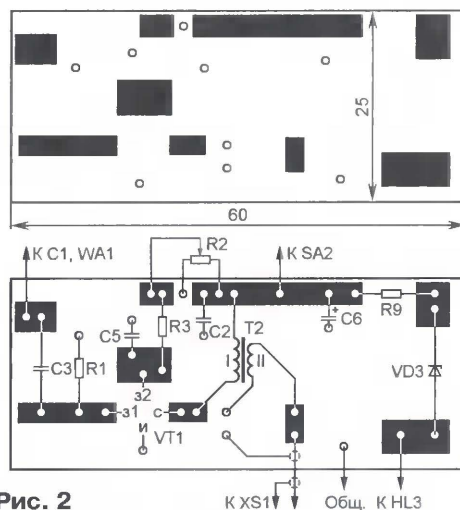 25
60
К C1, WA1
R2
К SA2
C5
R3
C2
T2
C6
R9
C3
R1
I
II
VD3
з2
з1
с
и
VT1
Рис. 2
К XS1
Общ.
К HL3